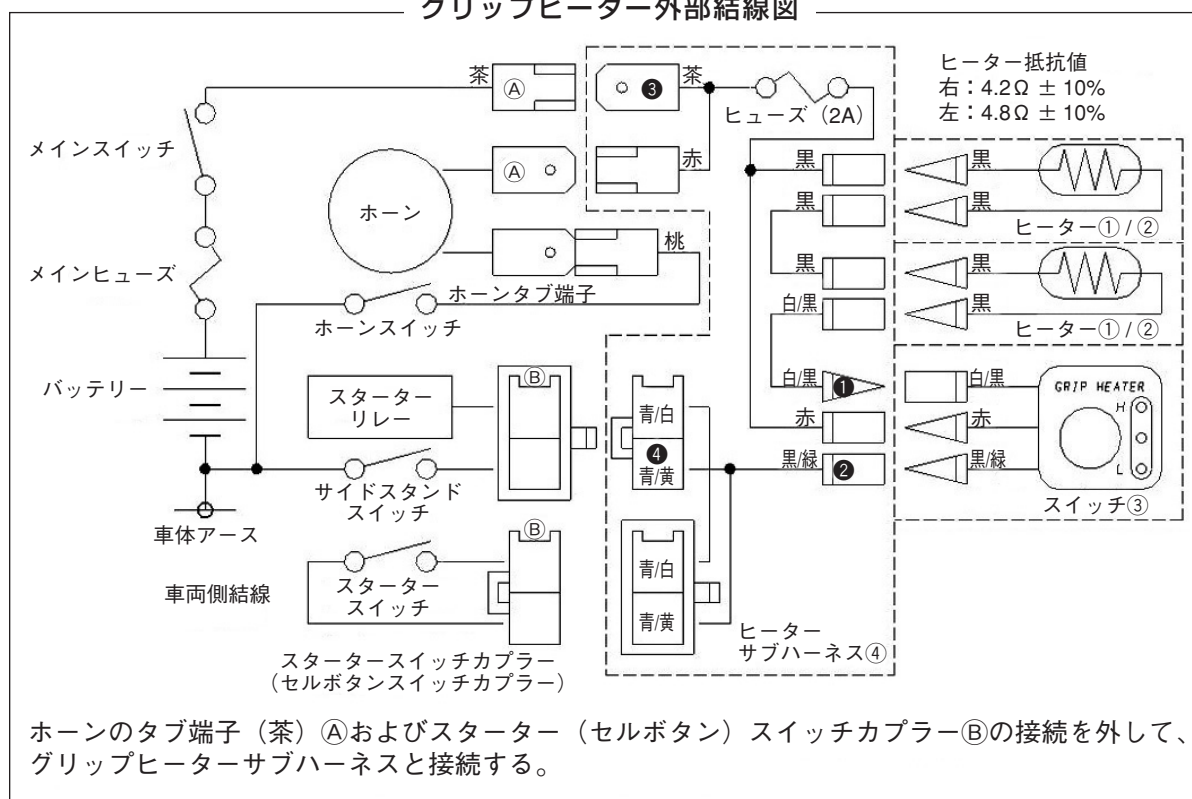 グリップヒーター外部結線図
茶
Ⓐ
❸
茶
ヒューズ（2A）
ヒーター抵抗値
右：4.2Ω ± 10%
左：4.8Ω ± 10%
メインスイッチ
Ⓐ
赤
黒
黒
ホーン
黒
黒
ヒーター① / ②
桃
メインヒューズ
ホーンタブ端子
ホーンスイッチ
黒
黒
白/黒
黒
ヒーター① / ②
バッテリー
スターター
リレー
Ⓑ
青/白
❹
青/黄
白/黒
❶
白/黒
赤
赤
黒/緑
❷
黒/緑
GRIP HEATER
H
L
スイッチ③
サイドスタンド
スイッチ
車体アース
車両側結線
スターター
スイッチ
Ⓑ
青/白
青/黄
ヒーター
サブハーネス④
スタータースイッチカプラー
（セルボタンスイッチカプラー）
ホーンのタブ端子（茶）Ⓐおよびスターター（セルボタン）スイッチカプラーⒷの接続を外して、
グリップヒーターサブハーネスと接続する。